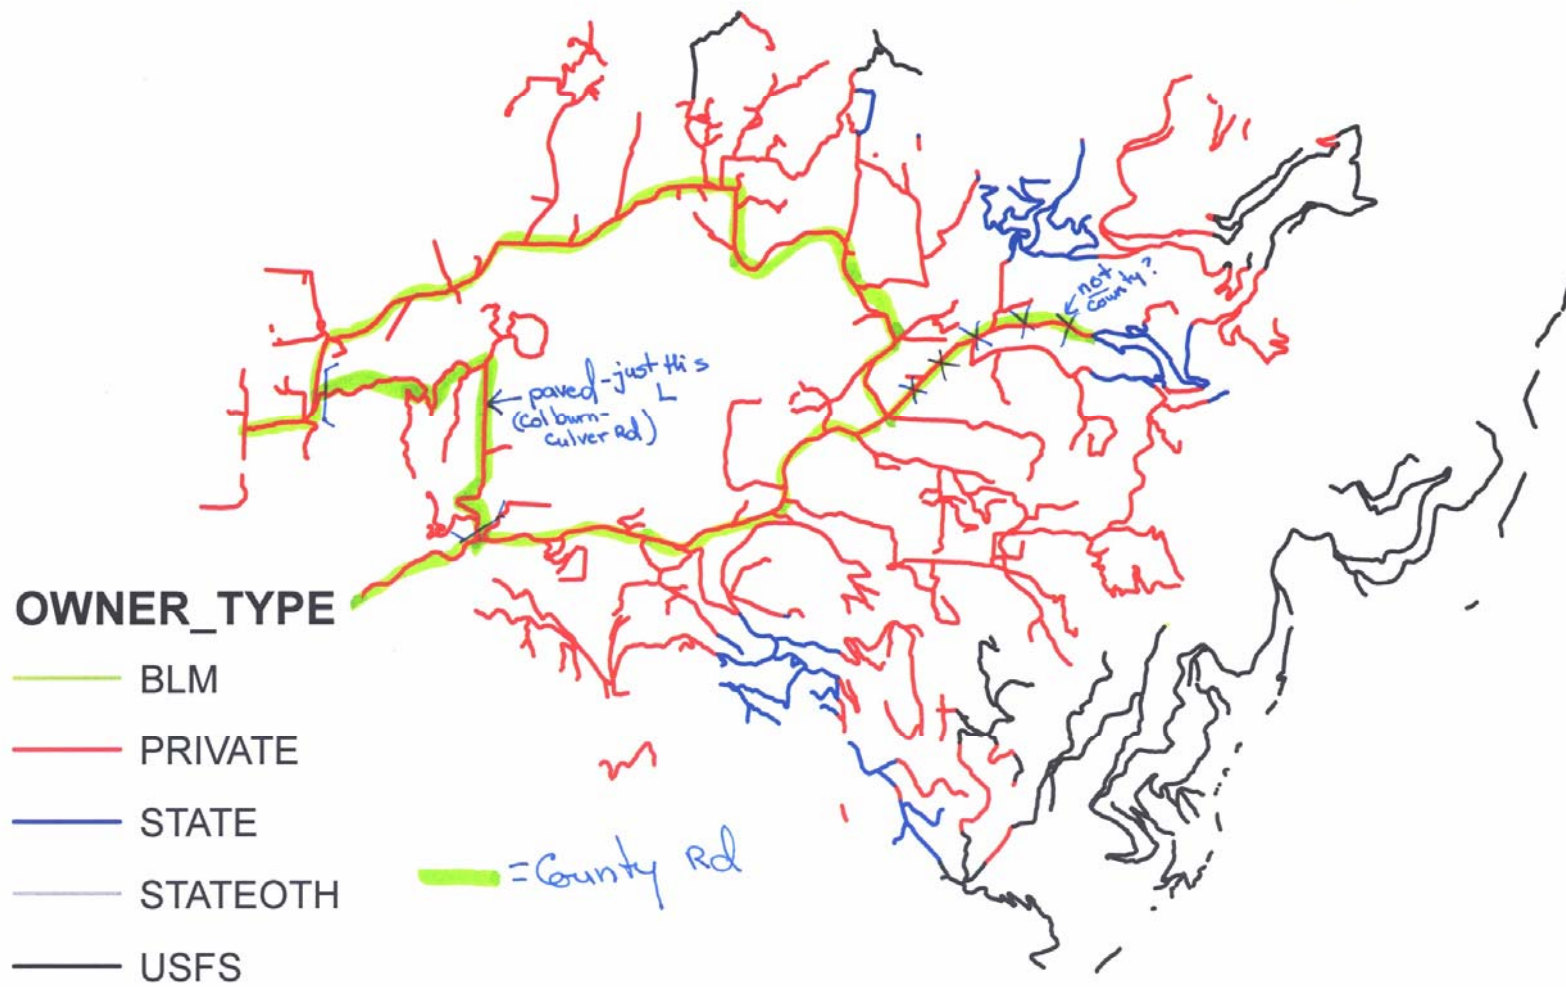 not
county?
paved - just this
L
(colburn-
culver Rd)
OWNER_TYPE
BLM
PRIVATE
STATE
STATEOTH
USFS
= County Rd